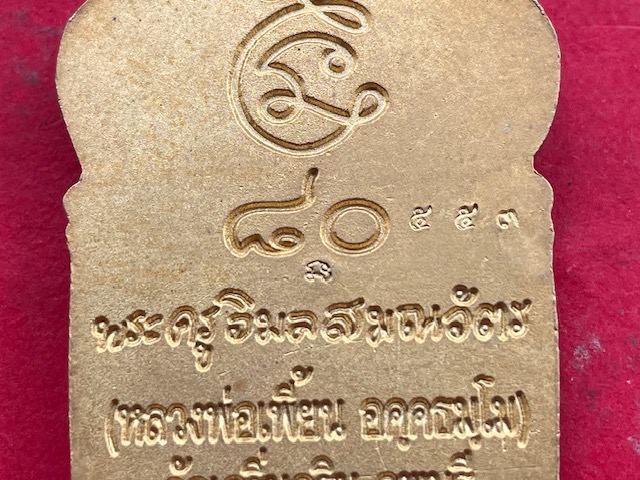 ๘๐ ๕๕๓
พระครูวิมลสมณวัตร
(หลวงพ่อเพี้ยน อคฺคธมฺโม)